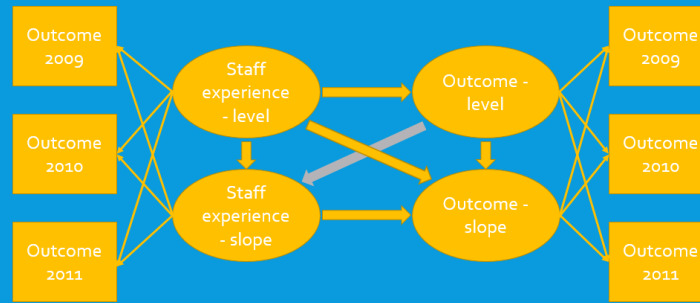 Outcome
2009
Outcome
2010
Outcome
2011
Staff
experience
- level
Staff
experience
- slope
Outcome -
level
Outcome -
slope
Outcome
2009
Outcome
2010
Outcome
2011